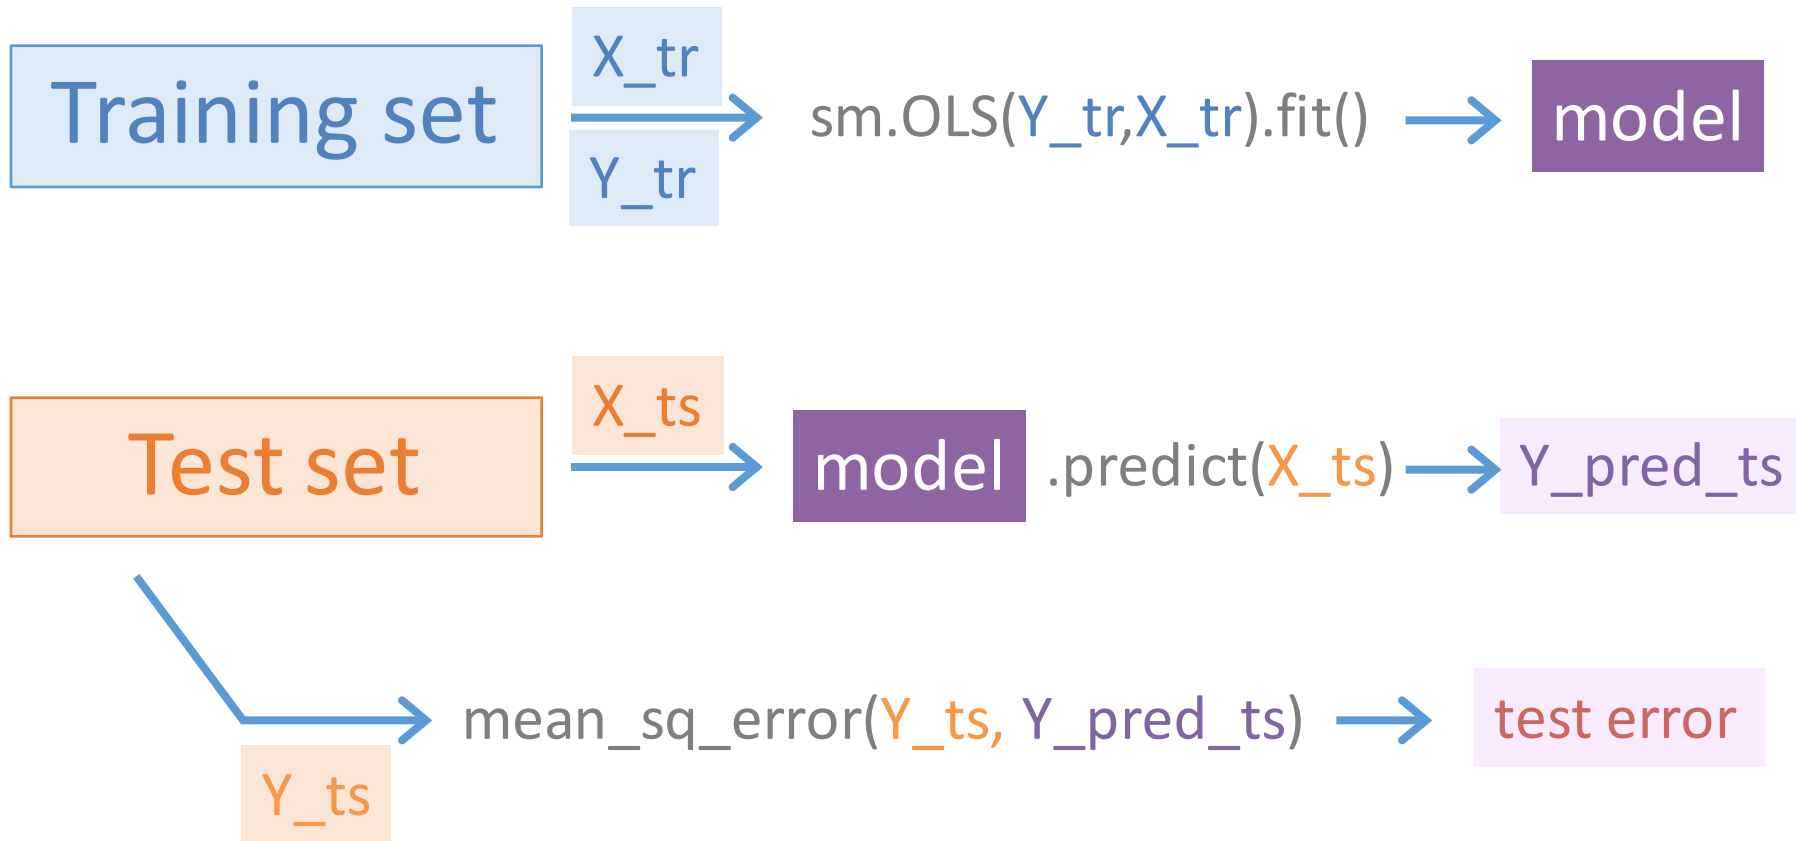 X_tr
Training set
sm.OLS(Y_tr,X_tr).fit()
model
Y_tr
X_ts
Test set
model .predict(X_ts)
Y_pred_ts
mean_sq_error(Y_ts, Y_pred_ts)
test error
Y_ts